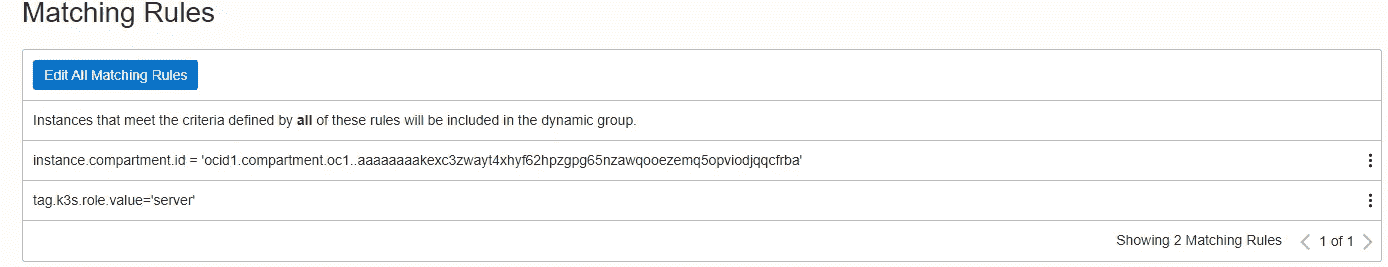 Matching Rules
Edit All Matching Rules
Instances that meet the criteria defined by all of these rules will be included in the dynamic group.
instance.compartment.id = 'ocid1.compartment.oc1..aaaaaaaakexc3zwayt4xhyf62hpzgpg65nzawqooezemq5opviodjqqcfrba'
tag.k3s.role.value='server'
Showing 2 Matching Rules 1 of 1